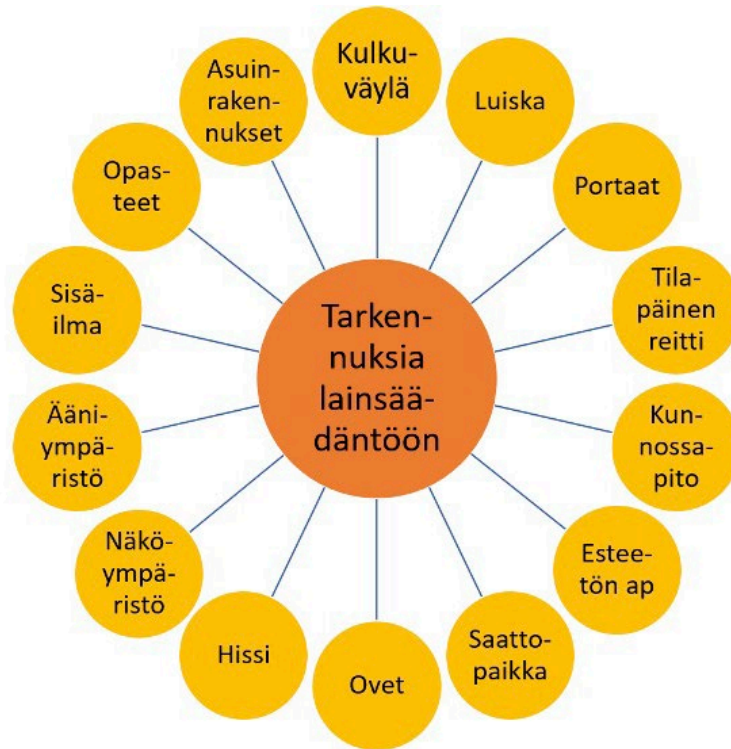 Tarken-
nuksia
lainsää-
däntöön
Kulku-
väylä
Luiska
Portaat
Tila-
päinen
reitti
Kun-
nossa-
pito
Estee-
tön ap
Saatto-
paikka
Ovet
Hissi
Näkö-
ympä-
ristö
Ääni-
ympä-
ristö
Sisä-
ilma
Opas-
teet
Asuin-
raken-
nukset